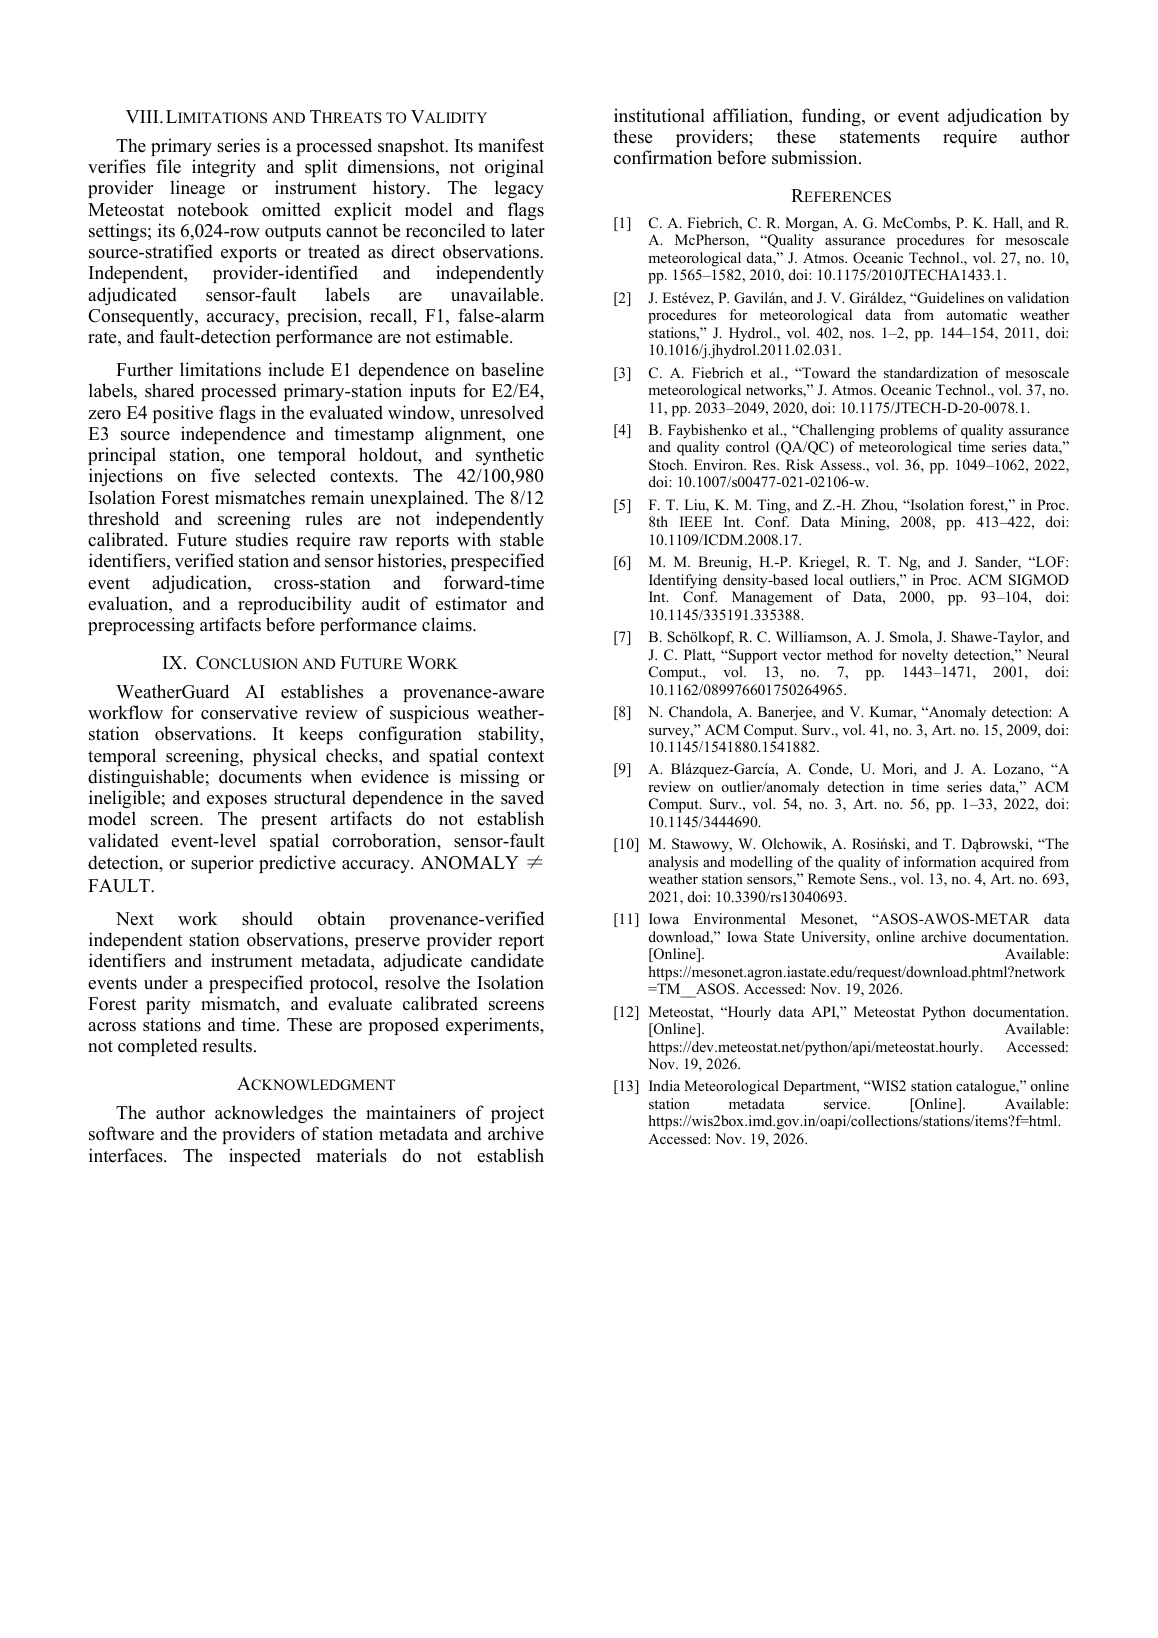 VIII. LIMITATIONS AND THREATS TO VALIDITY
The primary series is a processed snapshot. Its manifest
verifies file integrity and split dimensions, not original
provider lineage or instrument history. The legacy
Meteostat notebook omitted explicit model and flags
settings; its 6,024-row outputs cannot be reconciled to later
source-stratified exports or treated as direct observations.
Independent, provider-identified and independently
adjudicated sensor-fault labels are unavailable.
Consequently, accuracy, precision, recall, F1, false-alarm
rate, and fault-detection performance are not estimable.
Further limitations include E1 dependence on baseline
labels, shared processed primary-station inputs for E2/E4,
zero E4 positive flags in the evaluated window, unresolved
E3 source independence and timestamp alignment, one
principal station, one temporal holdout, and synthetic
injections on five selected contexts. The 42/100,980
Isolation Forest mismatches remain unexplained. The 8/12
threshold and screening rules are not independently
calibrated. Future studies require raw reports with stable
identifiers, verified station and sensor histories, prespecified
event adjudication, cross-station and forward-time
evaluation, and a reproducibility audit of estimator and
preprocessing artifacts before performance claims.
IX. CONCLUSION AND FUTURE WORK
WeatherGuard AI establishes a provenance-aware
workflow for conservative review of suspicious weather-
station observations. It keeps configuration stability,
temporal screening, physical checks, and spatial context
distinguishable; documents when evidence is missing or
ineligible; and exposes structural dependence in the saved
model screen. The present artifacts do not establish
validated event-level spatial corroboration, sensor-fault
detection, or superior predictive accuracy. ANOMALY ≠
FAULT.
Next work should obtain provenance-verified
independent station observations, preserve provider report
identifiers and instrument metadata, adjudicate candidate
events under a prespecified protocol, resolve the Isolation
Forest parity mismatch, and evaluate calibrated screens
across stations and time. These are proposed experiments,
not completed results.
ACKNOWLEDGMENT
The author acknowledges the maintainers of project
software and the providers of station metadata and archive
interfaces. The inspected materials do not establish
institutional affiliation, funding, or event adjudication by
these providers; these statements require author
confirmation before submission.
REFERENCES
[1] C. A. Fiebrich, C. R. Morgan, A. G. McCombs, P. K. Hall, and R.
A. McPherson, “Quality assurance procedures for mesoscale
meteorological data,” J. Atmos. Oceanic Technol., vol. 27, no. 10,
pp. 1565–1582, 2010, doi: 10.1175/2010JTECHA1433.1.
[2] J. Estévez, P. Gavilán, and J. V. Giráldez, “Guidelines on validation
procedures for meteorological data from automatic weather
stations,” J. Hydrol., vol. 402, nos. 1–2, pp. 144–154, 2011, doi:
10.1016/j.jhydrol.2011.02.031.
[3] C. A. Fiebrich et al., “Toward the standardization of mesoscale
meteorological networks,” J. Atmos. Oceanic Technol., vol. 37, no.
11, pp. 2033–2049, 2020, doi: 10.1175/JTECH-D-20-0078.1.
[4] B. Faybishenko et al., “Challenging problems of quality assurance
and quality control (QA/QC) of meteorological time series data,”
Stoch. Environ. Res. Risk Assess., vol. 36, pp. 1049–1062, 2022,
doi: 10.1007/s00477-021-02106-w.
[5] F. T. Liu, K. M. Ting, and Z.-H. Zhou, “Isolation forest,” in Proc.
8th IEEE Int. Conf. Data Mining, 2008, pp. 413–422, doi:
10.1109/ICDM.2008.17.
[6] M. M. Breunig, H.-P. Kriegel, R. T. Ng, and J. Sander, “LOF:
Identifying density-based local outliers,” in Proc. ACM SIGMOD
Int. Conf. Management of Data, 2000, pp. 93–104, doi:
10.1145/335191.335388.
[7] B. Schölkopf, R. C. Williamson, A. J. Smola, J. Shawe-Taylor, and
J. C. Platt, “Support vector method for novelty detection,” Neural
Comput., vol. 13, no. 7, pp. 1443–1471, 2001, doi:
10.1162/089976601750264965.
[8] N. Chandola, A. Banerjee, and V. Kumar, “Anomaly detection: A
survey,” ACM Comput. Surv., vol. 41, no. 3, Art. no. 15, 2009, doi:
10.1145/1541880.1541882.
[9] A. Blázquez-García, A. Conde, U. Mori, and J. A. Lozano, “A
review on outlier/anomaly detection in time series data,” ACM
Comput. Surv., vol. 54, no. 3, Art. no. 56, pp. 1–33, 2022, doi:
10.1145/3444690.
[10] M. Stawowy, W. Olchowik, A. Rosiński, and T. Dąbrowski, “The
analysis and modelling of the quality of information acquired from
weather station sensors,” Remote Sens., vol. 13, no. 4, Art. no. 693,
2021, doi: 10.3390/rs13040693.
[11] Iowa Environmental Mesonet, “ASOS-AWOS-METAR data
download,” Iowa State University, online archive documentation.
[Online]. Available:
https://mesonet.agron.iastate.edu/request/download.phtml?network
=TM__ASOS. Accessed: Nov. 19, 2026.
[12] Meteostat, “Hourly data API,” Meteostat Python documentation.
[Online]. Available:
https://dev.meteostat.net/python/api/meteostat.hourly. Accessed:
Nov. 19, 2026.
[13] India Meteorological Department, “WIS2 station catalogue,” online
station metadata service. [Online]. Available:
https://wis2box.imd.gov.in/oapi/collections/stations/items?f=html.
Accessed: Nov. 19, 2026.